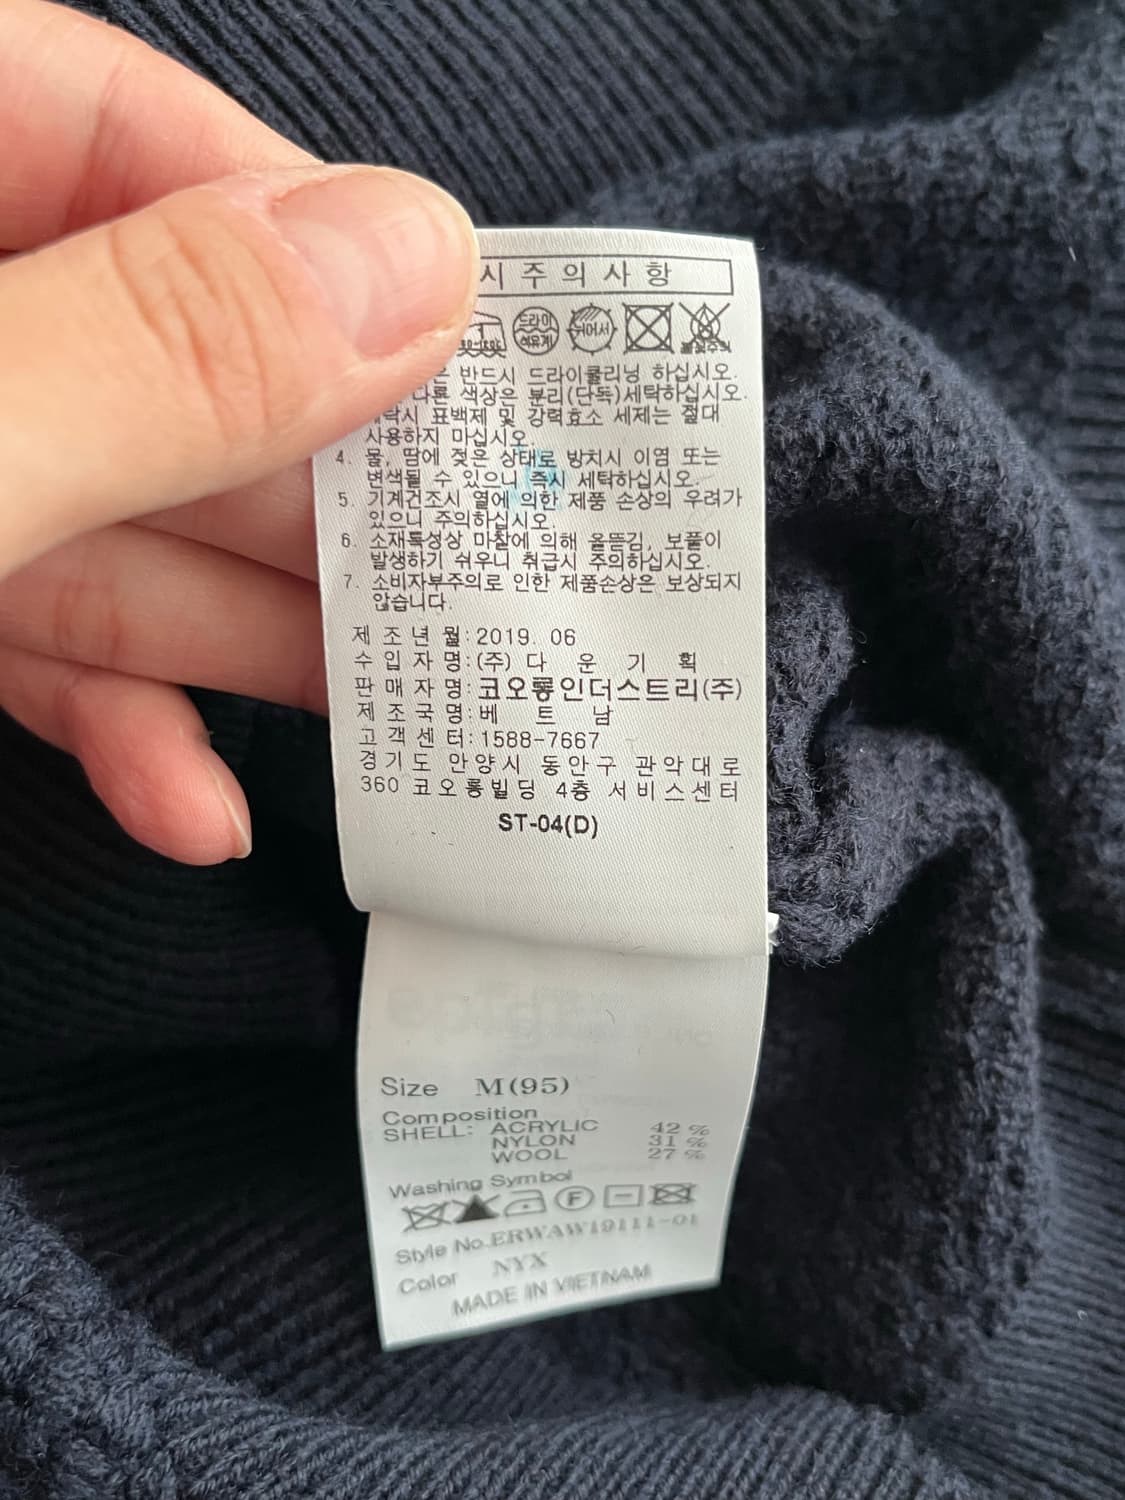 시주의사항
드라이
석유계
뉘어서
불꽃주의
은 반드시 드라이클리닝 하십시오.
다른 색상은 분리(단독)세탁하십시오.
탁시 표백제 및 강력효소 세제는 절대
사용하지 마십시오.
4. 물, 땀에 젖은 상태로 방치시 이염 또는
변색될 수 있으니 즉시 세탁하십시오.
5. 기계건조시 열에 의한 제품 손상의 우려가
있으니 주의하십시오.
6. 소재특성상 마찰에 의해 올뜯김, 보풀이
발생하기 쉬우니 취급시 주의하십시오.
7. 소비자부주의로 인한 제품손상은 보상되지
않습니다.
제조년월:2019. 06
수입자명:(주)다운기획
판매자명:코오롱인더스트리(주)
제조국명:베트남
고객센터:1588-7667
경기도 안양시 동안구 관악대로
360 코오롱빌딩 4층 서비스센터
ST-04(D)
Size M(95)
Composition
SHELL: ACRYLIC 42 %
NYLON 31 %
WOOL 27 %
Washing Symbol
F
Style No.ERWAW19111-01
Color NYX
MADE IN VIETNAM